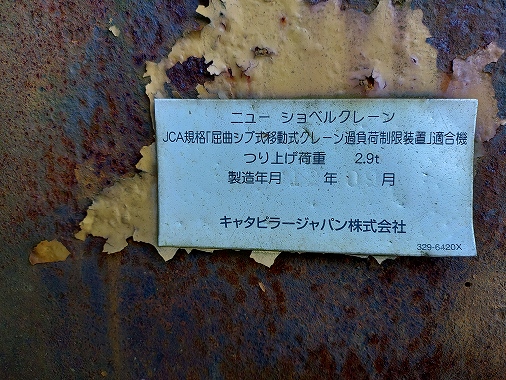 ニュー ショベルクレーン
JCA規格｢屈曲ジブ式移動式クレーン過負荷制限装置｣適合機
つり上げ荷重 2.9t
製造年月 年 月
キャタピラージャパン株式会社
329-6420X